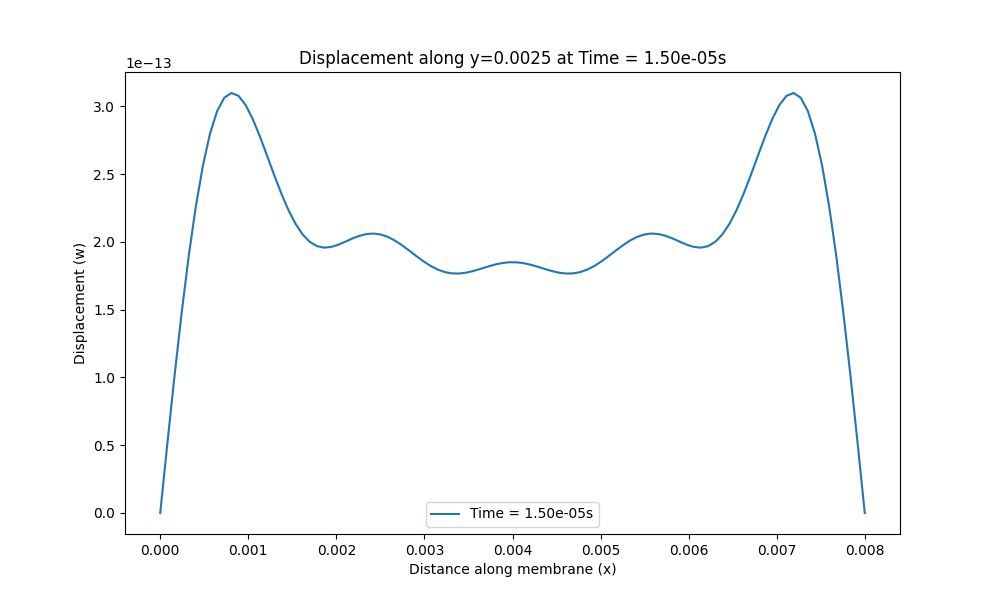 Displacement along y=0.0025 at Time = 1.50e-05s
1e−13
3.0
2.5
2.0
1.5
1.0
0.5
0.0
Displacement (w)
Time = 1.50e-05s
0.000 0.001 0.002 0.003 0.004 0.005 0.006 0.007 0.008
Distance along membrane (x)